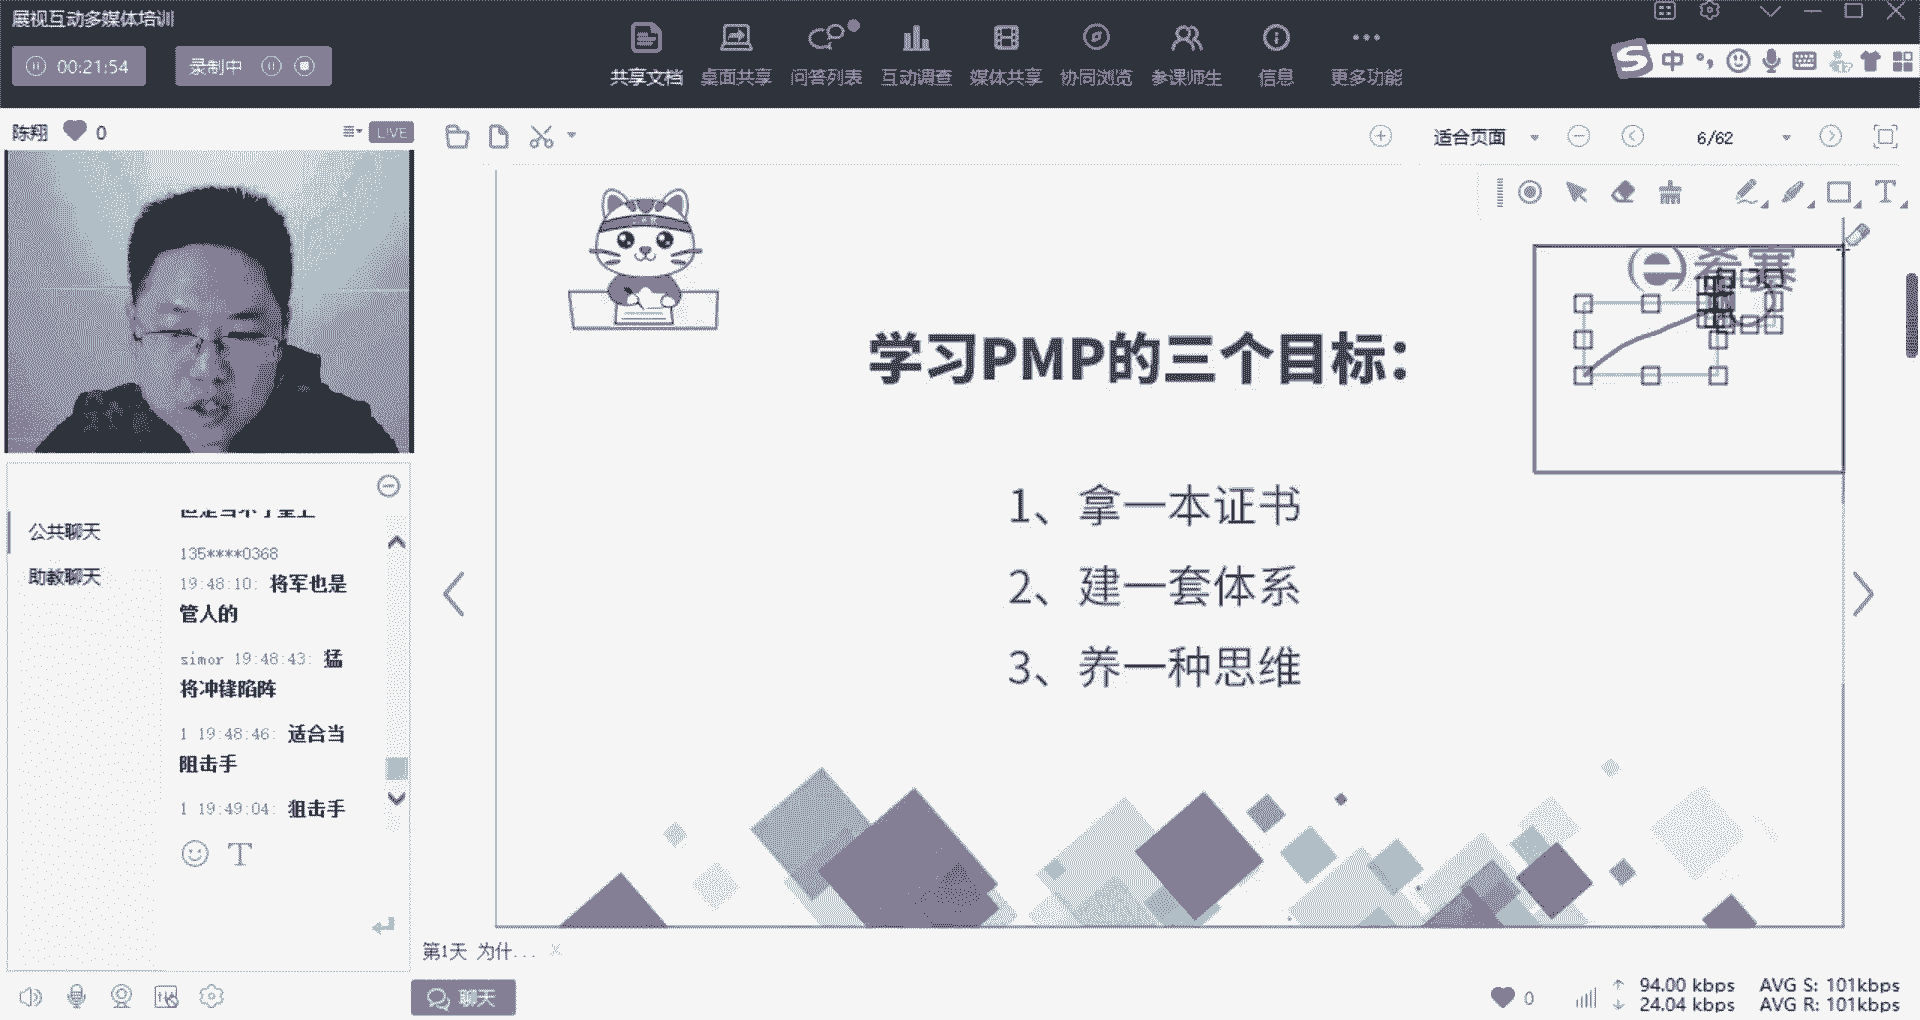 展视互动多媒体培训
00:21:54
录制中
共享文档
桌面共享
问答列表
互动调查
媒体共享
协同浏览
参课师生
信息
更多功能
中
陈翔
0
LIVE
适合页面
6/62
T
希赛
学习PMP的三个目标：
1、拿一本证书
2、建一套体系
3、养一种思维
公共聊天
助教聊天
135****0368
19:48:10: 将军也是
管人的
simor 19:48:43: 猛
将冲锋陷阵
1 19:48:46: 适合当
阻击手
1 19:49:04: 狙击手
T
第1天 为什...
聊天
0
94.00 kbps
24.04 kbps
AVG S: 101kbps
AVG R: 101kbps